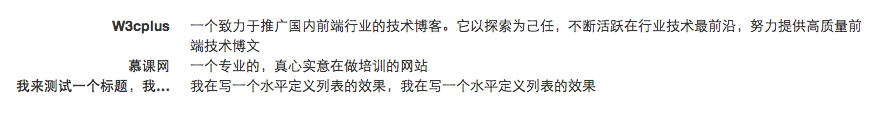 W3cplus 一个致力于推广国内前端行业的技术博客。它以探索为己任，不断活跃在行业技术最前沿，努力提供高质量前
端技术博文
慕课网 一个专业的，真心实意在做培训的网站
我来测试一个标题，我... 我在写一个水平定义列表的效果，我在写一个水平定义列表的效果